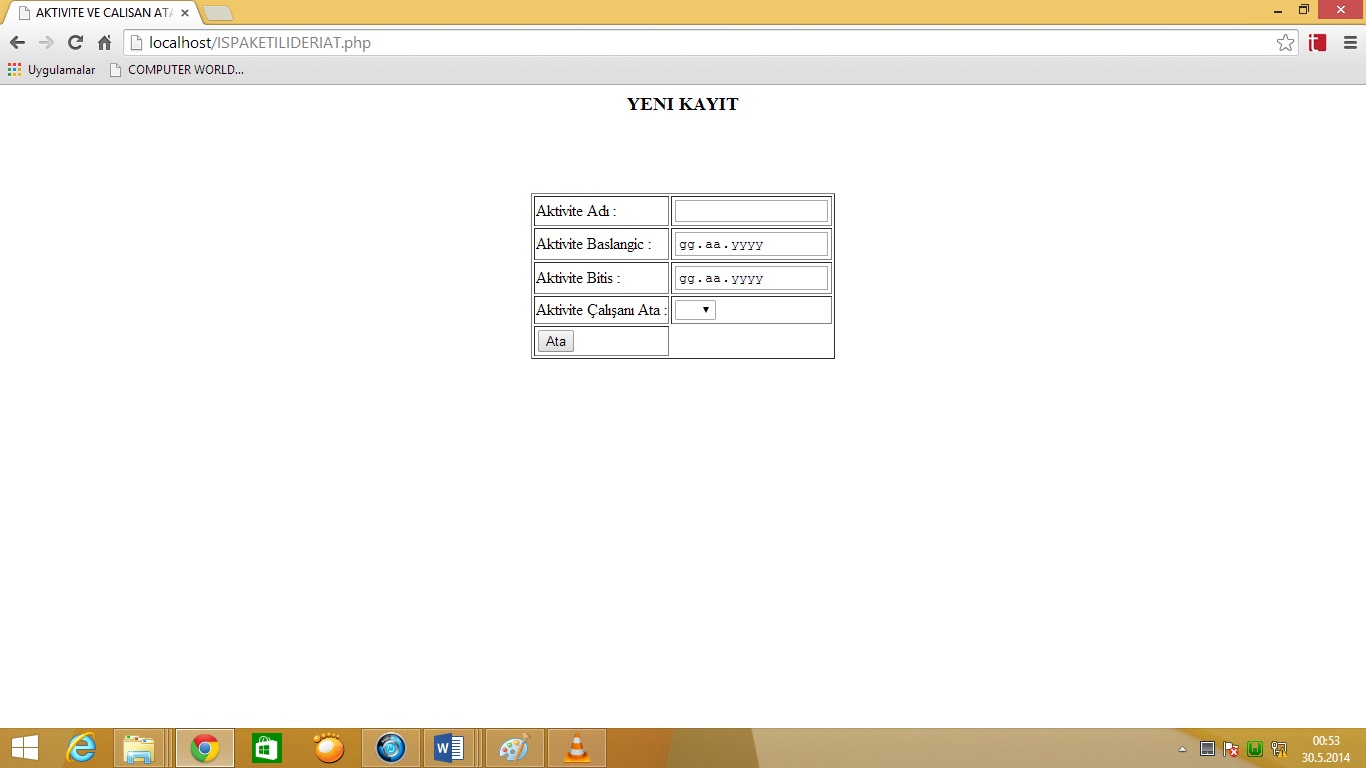 AKTIVITE VE CALISAN ATA
localhost/ISPAKETILIDERIAT.php
Uygulamalar COMPUTER WORLD...
YENI KAYIT
Aktivite Adı :
Aktivite Baslangic : gg.aa.yyyy
Aktivite Bitis : gg.aa.yyyy
Aktivite Çalışanı Ata :
Ata
00:53
30.5.2014